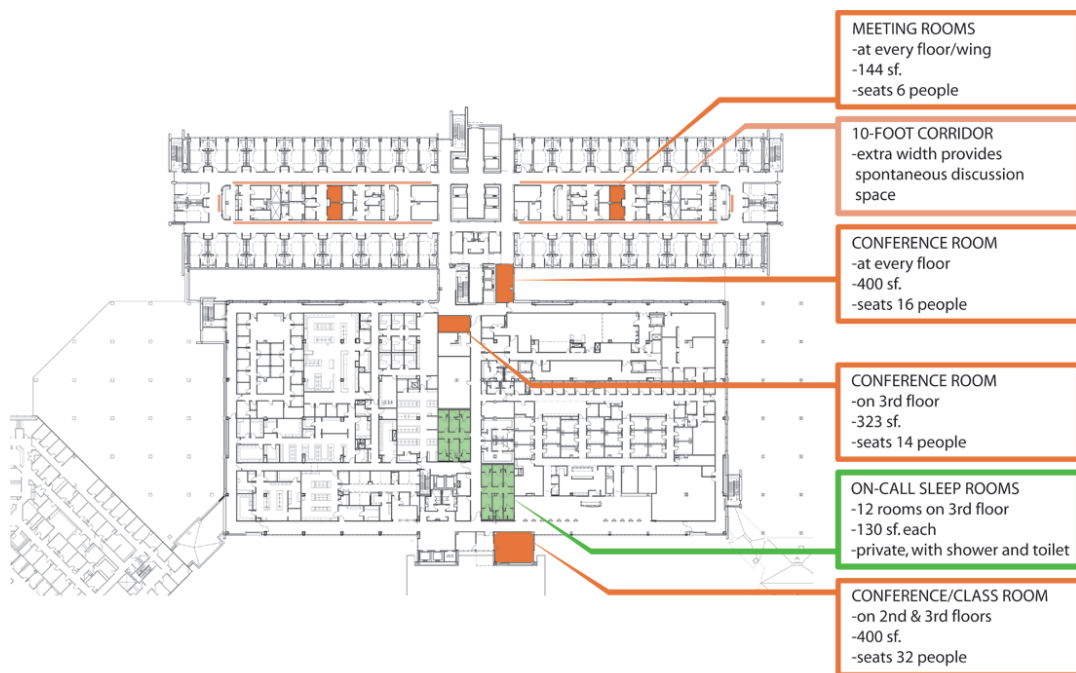 MEETING ROOMS
-at every floor/wing
-144 sf.
-seats 6 people
10-FOOT CORRIDOR
-extra width provides
spontaneous discussion
space
CONFERENCE ROOM
-at every floor
-400 sf.
-seats 16 people
CONFERENCE ROOM
-on 3rd floor
-323 sf.
-seats 14 people
ON-CALL SLEEP ROOMS
-12 rooms on 3rd floor
-130 sf. each
-private, with shower and toilet
CONFERENCE/CLASS ROOM
-on 2nd & 3rd floors
-400 sf.
-seats 32 people